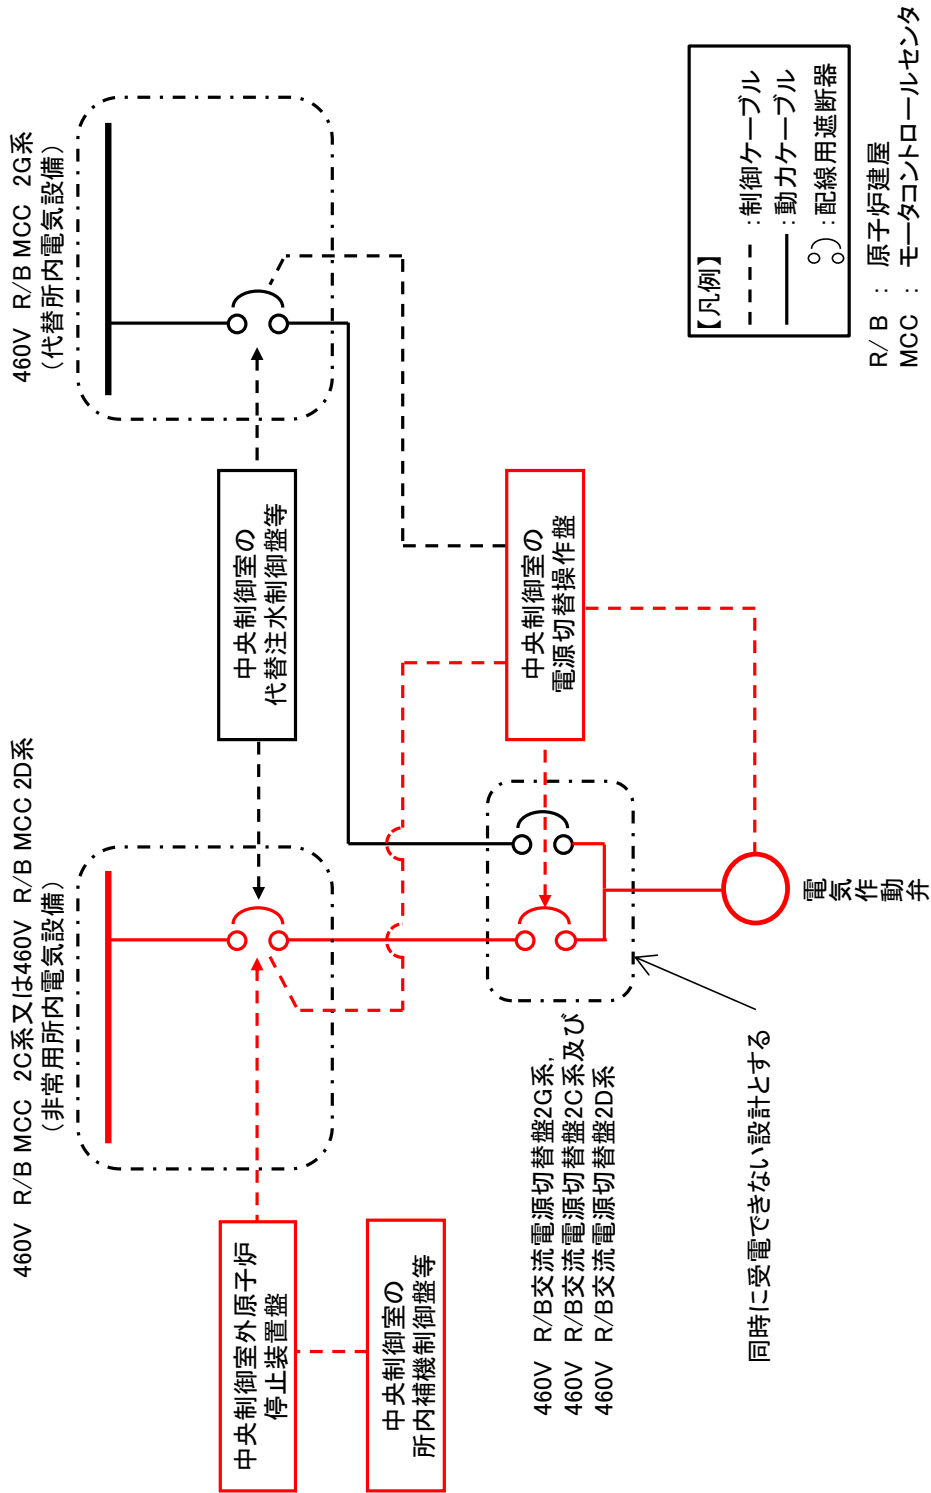 460V R/B MCC 2C系又は460V R/B MCC 2D系
（非常用所内電気設備）
460V R/B MCC 2G系
（代替所内電気設備）
中央制御室外原子炉
停止装置盤
中央制御室の
代替注水制御盤等
中央制御室の
所内補機制御盤等
中央制御室の
電源切替操作盤
460V R/B交流電源切替盤2G系，
460V R/B交流電源切替盤2C系及び
460V R/B交流電源切替盤2D系
同時に受電できない設計とする
電気作動弁
【凡例】
：制御ケーブル
：動力ケーブル
：配線用遮断器
R/B ： 原子炉建屋
MCC ： モータコントロールセンタ